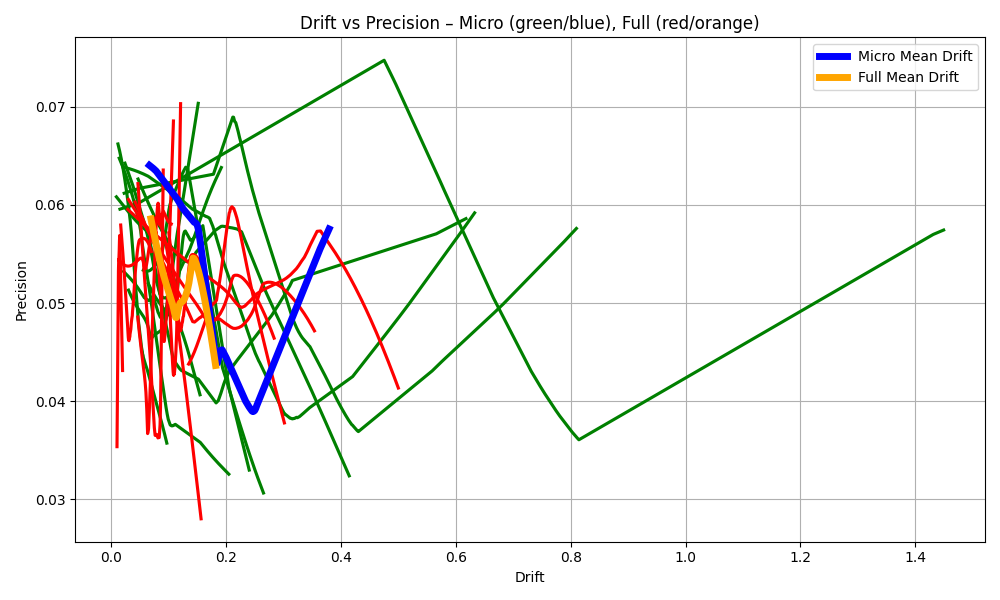 Drift vs Precision – Micro (green/blue), Full (red/orange)
Micro Mean Drift
Full Mean Drift
Precision
0.07
0.06
0.05
0.04
0.03
0.0 0.2 0.4 0.6 0.8 1.0 1.2 1.4
Drift